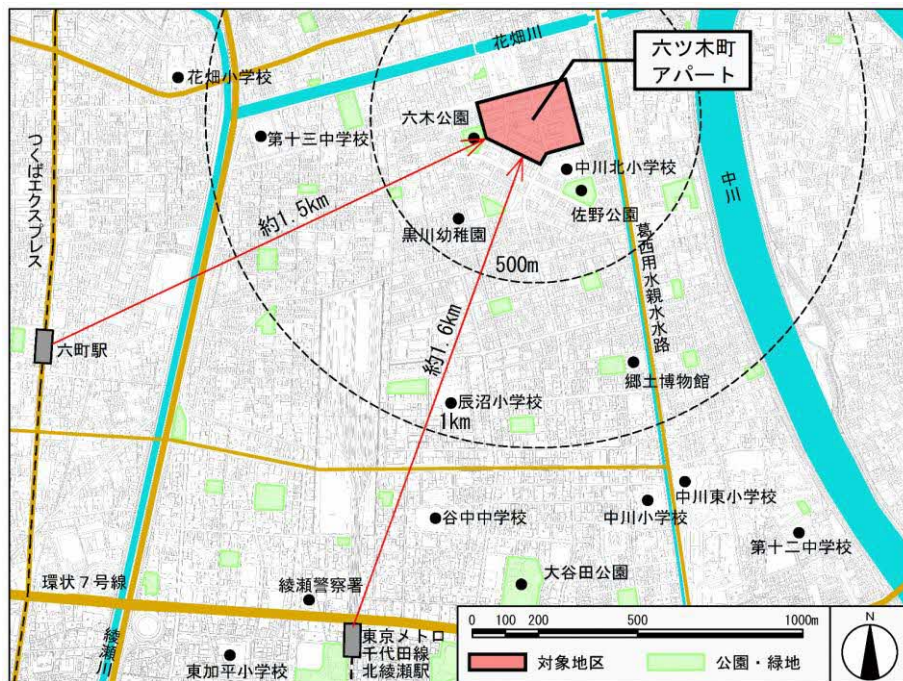 花畑川
花畑小学校
六ツ木町
アパート
六木公園
第十三中学校
つくばエクスプレス
中川北小学校
中川
佐野公園
約1.5km
黒川幼稚園
500m
葛西用水親水水路
約1.6km
六町駅
郷土博物館
辰沼小学校
1km
中川東小学校
谷中中学校
中川小学校
第十二中学校
大谷田公園
環状7号線
綾瀬警察署
綾瀬川
東京メトロ
千代田線
北綾瀬駅
東加平小学校
0 100 200 500 1000m
対象地区
公園・緑地
N